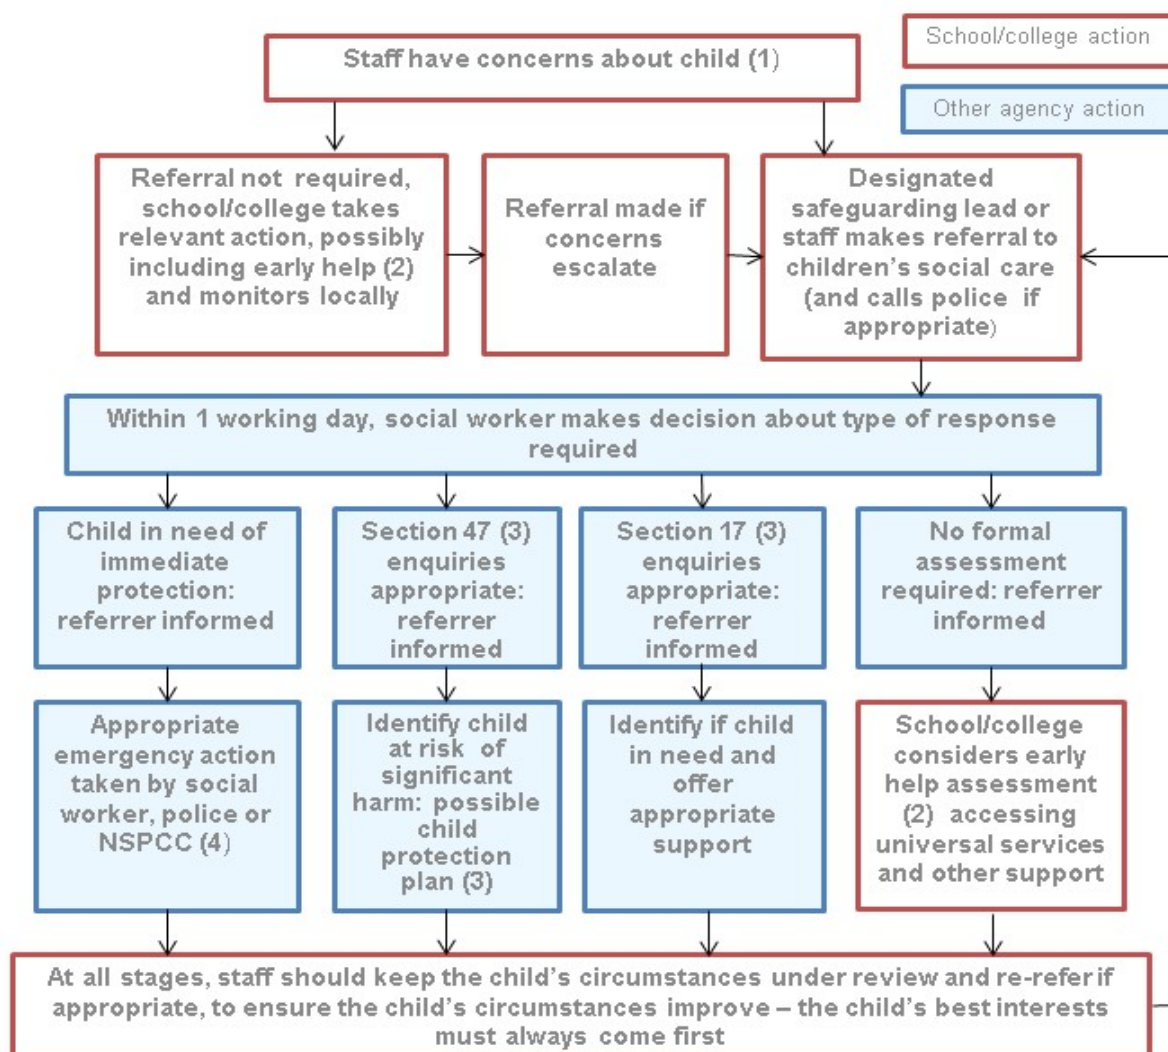 School/college action
Staff have concerns about child (1)
Other agency action
Referral not required,
school/college takes
relevant action, possibly
including early help (2)
and monitors locally
Referral made if
concerns
escalate
Designated
safeguarding lead or
staff makes referral to
children's social care
(and calls police if
appropriate)
Within 1 working day, social worker makes decision about type of response
required
Child in need of
immediate
protection:
referrer informed
Section 47 (3)
enquiries
appropriate:
referrer
informed
Section 17 (3)
enquiries
appropriate:
referrer
informed
No formal
assessment
required: referrer
informed
Appropriate
emergency action
taken by social
worker, police or
NSPCC (4)
Identify child
at risk of
significant
harm: possible
child
protection
plan (3)
Identify if child
in need and
offer
appropriate
support
School/college
considers early
help assessment
(2) accessing
universal services
and other support
At all stages, staff should keep the child's circumstances under review and re-refer if
appropriate, to ensure the child's circumstances improve – the child's best interests
must always come first